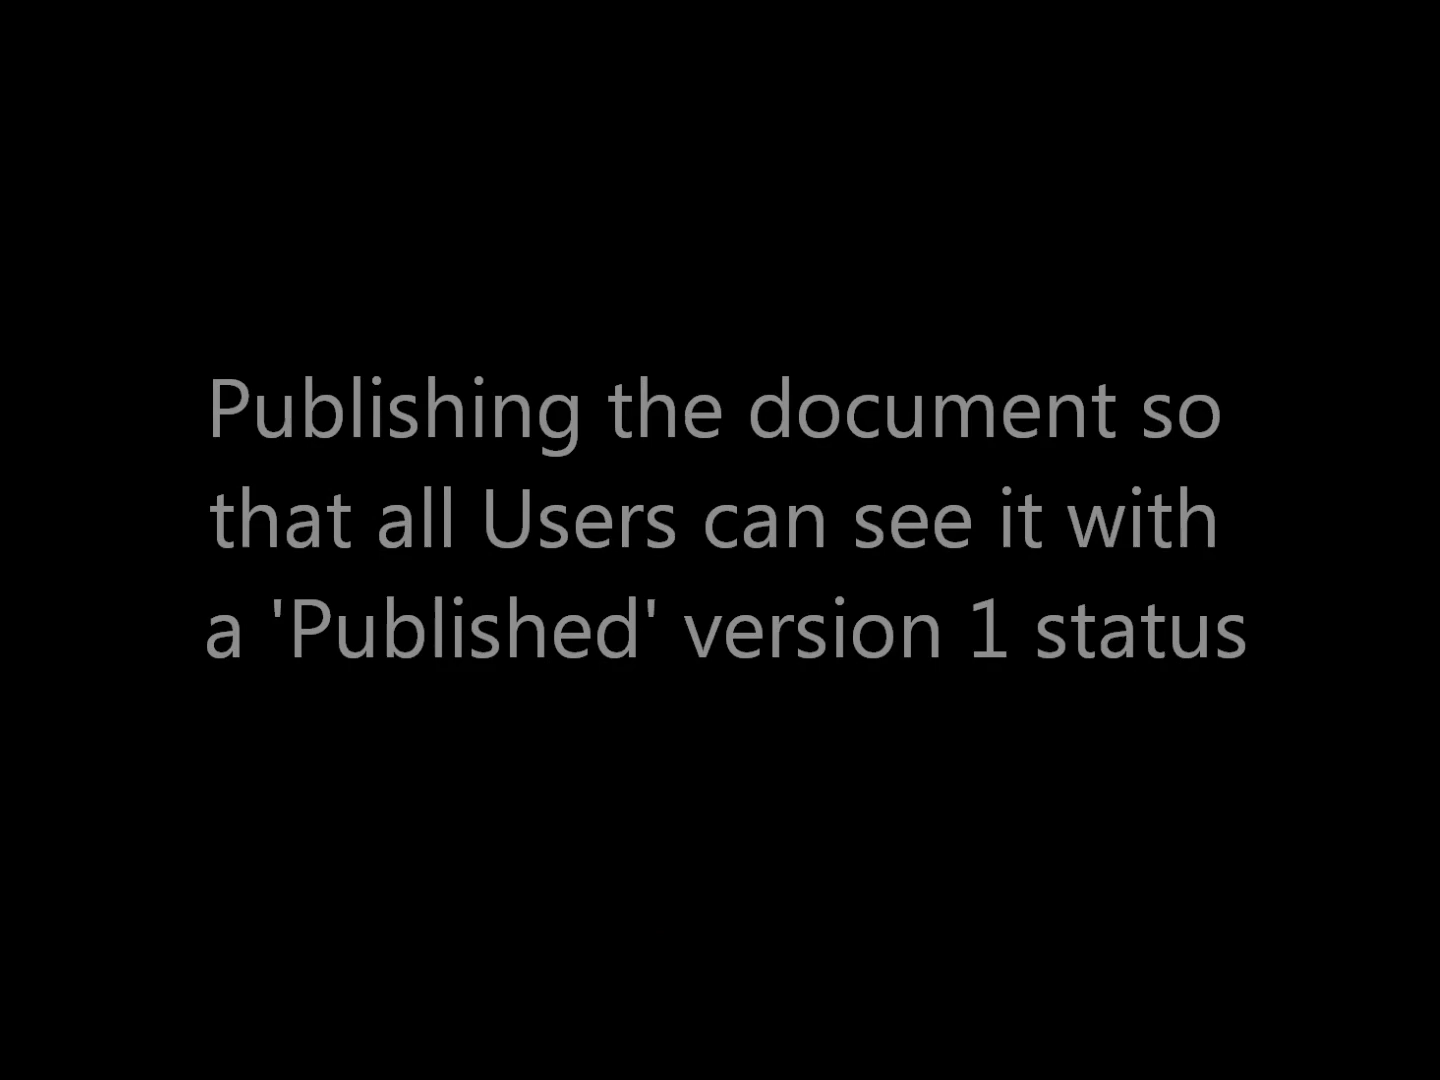 Publishing the document so
that all Users can see it with
a 'Published' version 1 status